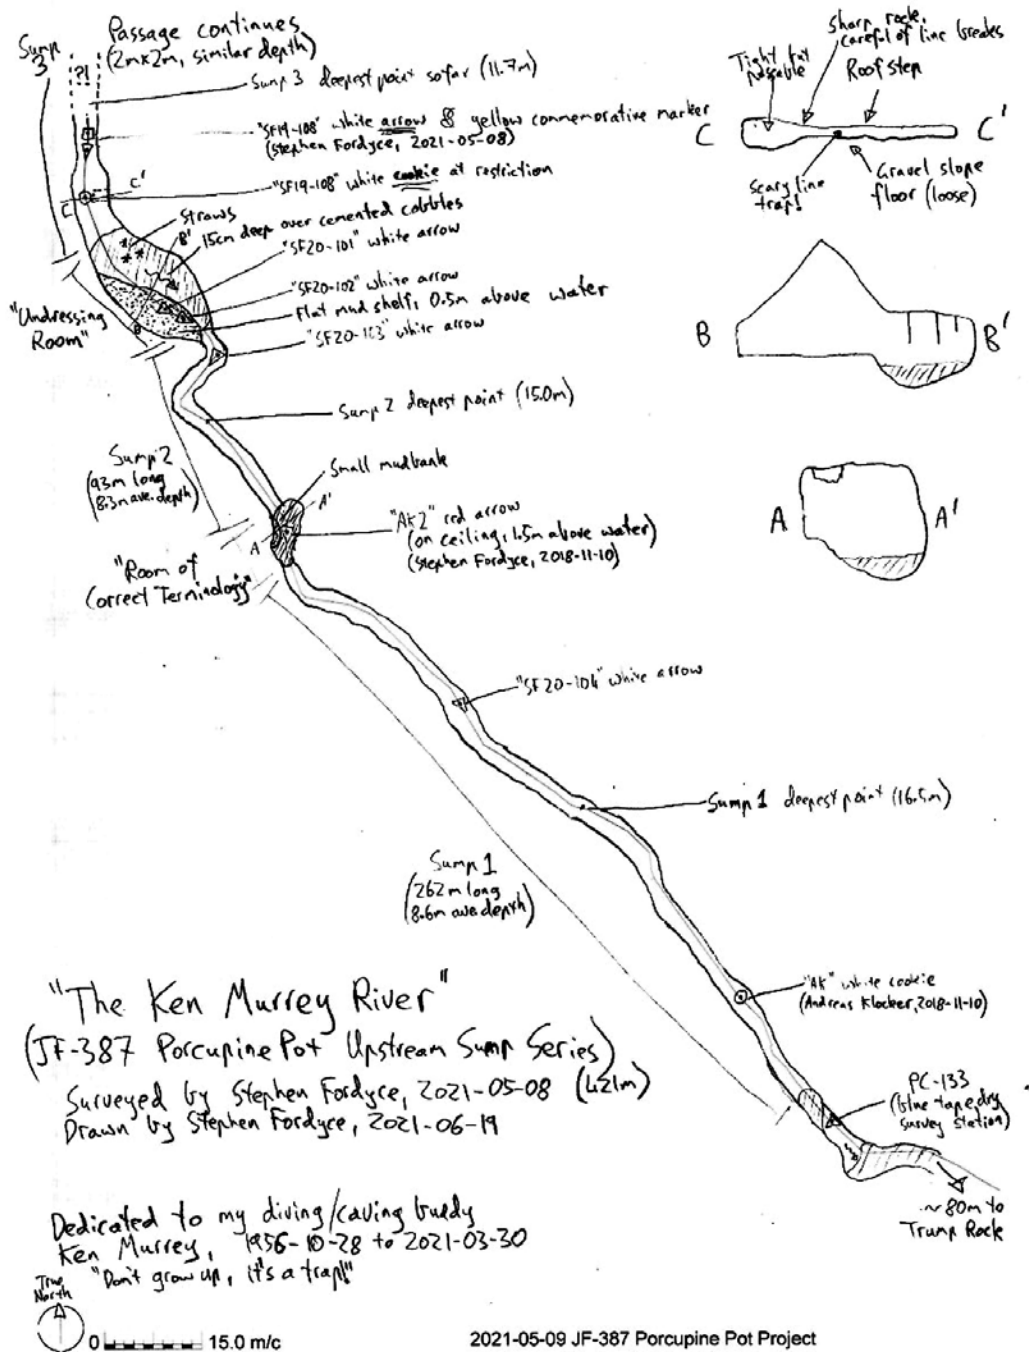 Sump
3
?!
Passage continues
(2m×2m, similar depth)
Sump 3 deepest point so far (11.7m)
"SF19-108" white arrow & yellow commemorative marker
(Stephen Fordyce, 2021-05-08)
C'
C
"SF19-108" white cookie at restriction
Straws
B'
15cm deep over cemented cobbles
"SF20-101" white arrow
"SF20-102" white arrow
Flat mud shelf, 0.5m above water
"SF20-103" white arrow
"Undressing
Room"
B
Sump 2 deepest point (15.0m)
Sump 2
(93m long
8.3m ave. depth)
Small mudbank
A'
A
"AK2" red arrow
(on ceiling, 1.5m above water)
(Stephen Fordyce, 2018-11-10)
"Room of
Correct Terminology"
"SF20-104" white arrow
Sump 1 deepest point (16.5m)
Sump 1
(262m long
8.6m ave depth)
"AK" white cookie
(Andreas Klocker, 2018-11-10)
PC-133
(blue tape, dry
survey station)
~80m to
Trump Rock
Tight but
passable
Sharp rock,
careful of line breaks
Roof step
C
C'
Scary line
trap!
Gravel slope
floor (loose)
B
B'
A
A'
"The Ken Murrey River"
(JF-387 Porcupine Pot Upstream Sump Series)
Surveyed by Stephen Fordyce, 2021-05-08 (421m)
Drawn by Stephen Fordyce, 2021-06-19
Dedicated to my diving/caving buddy
Ken Murrey, 1956-10-28 to 2021-03-30
"Don't grow up, it's a trap!"
True
North
0 15.0 m/c
2021-05-09 JF-387 Porcupine Pot Project